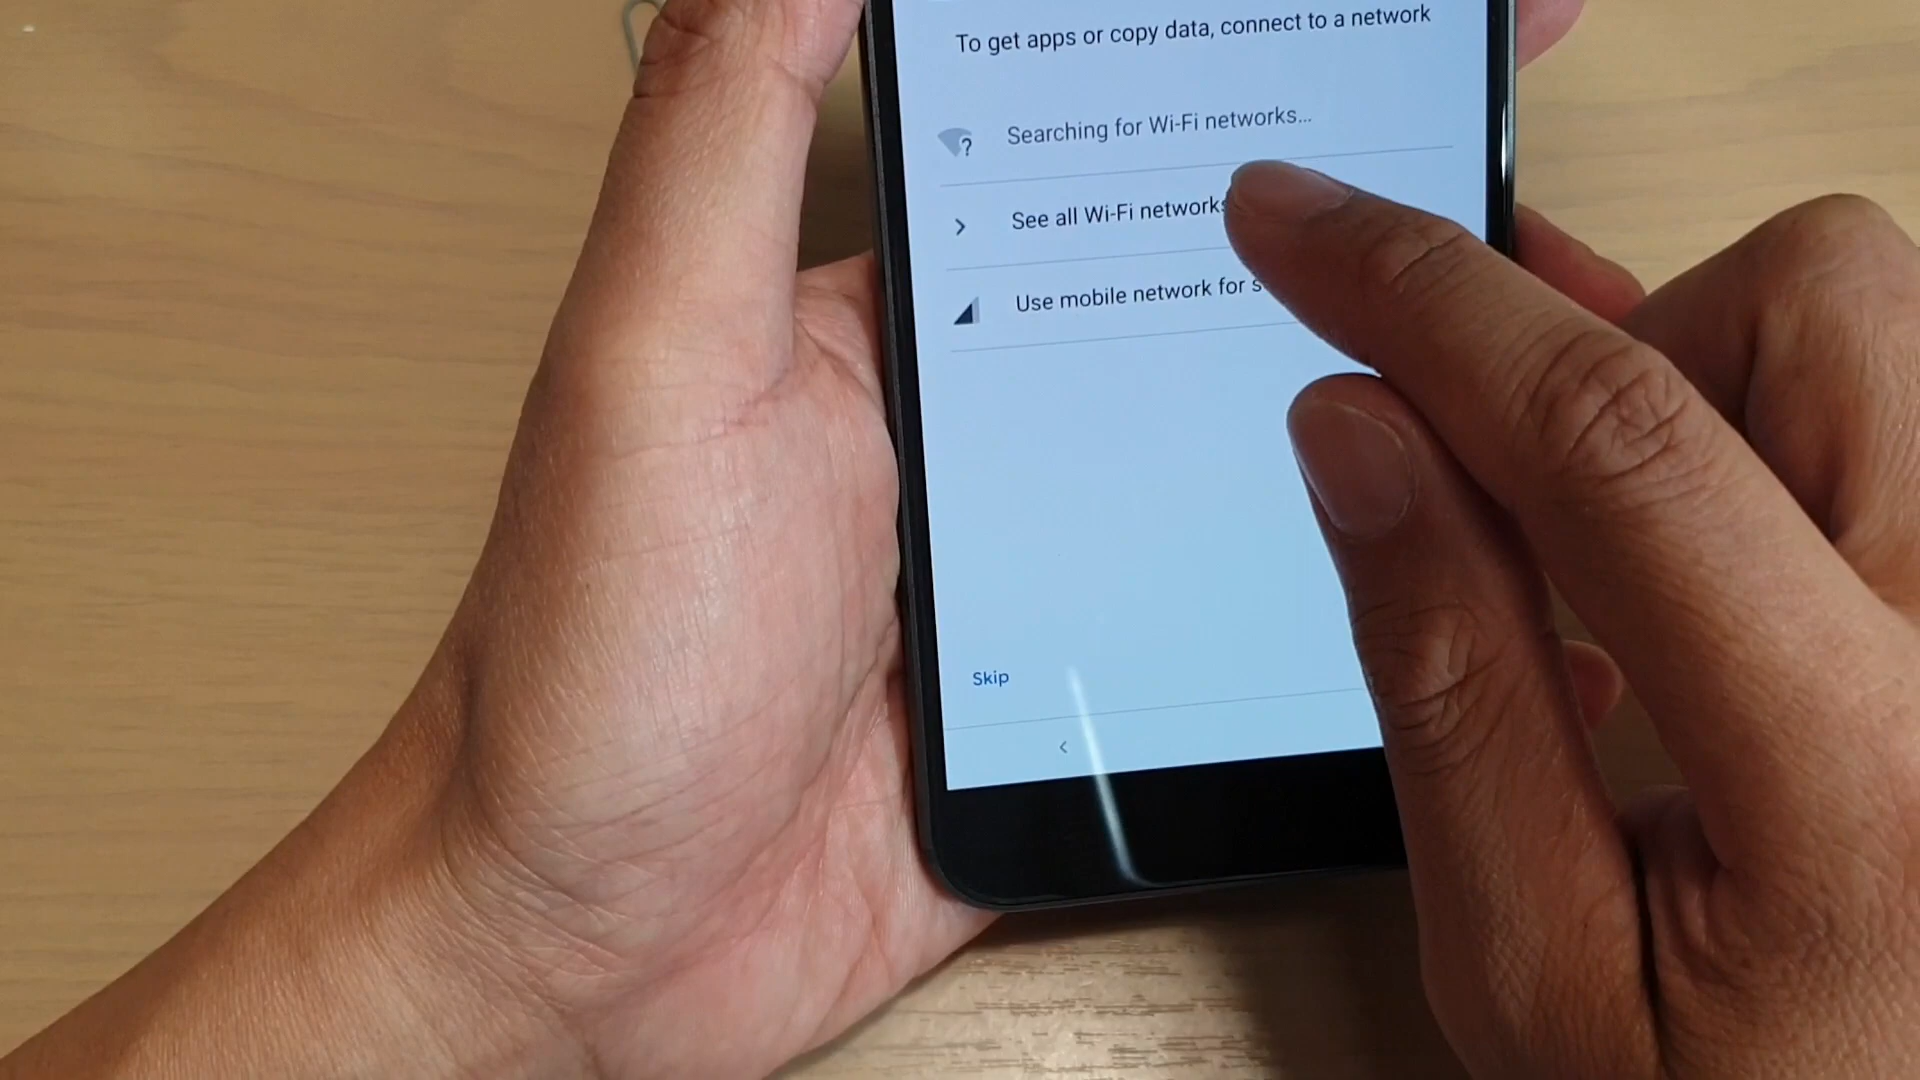 To get apps or copy data, connect to a network
Searching for Wi-Fi networks...
See all Wi-Fi networks
Use mobile network for
Skip